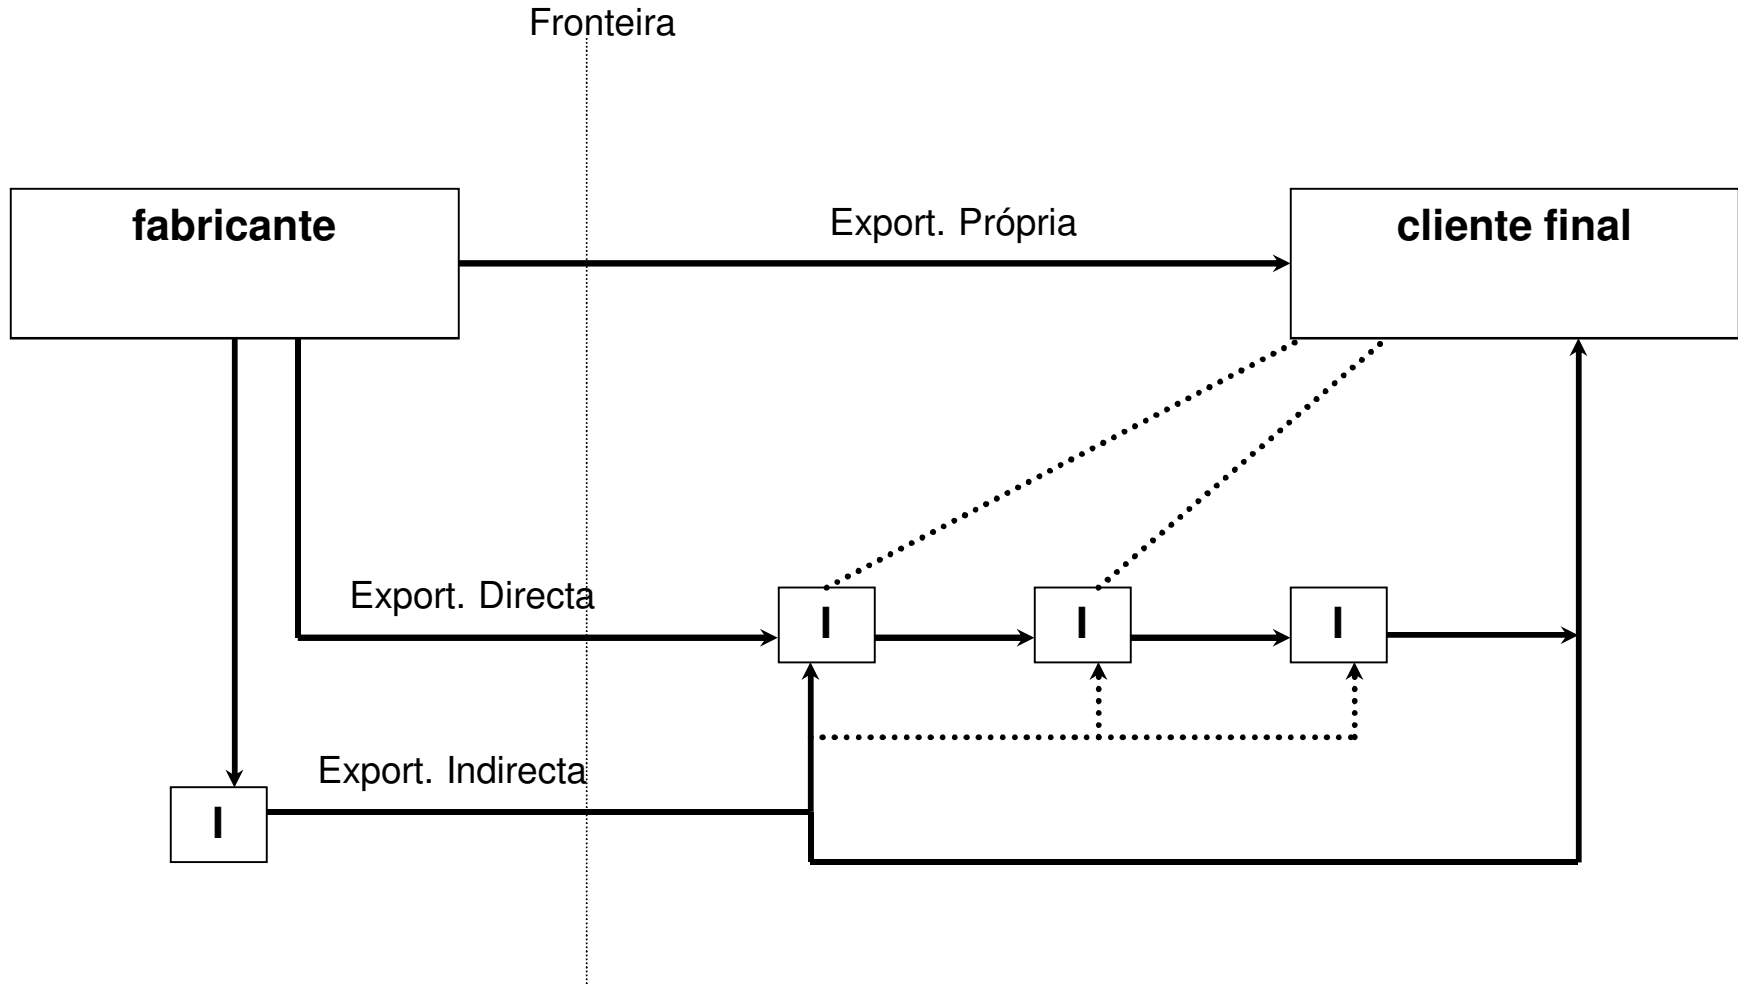 Fronteira
fabricante
Export. Própria
cliente final
Export. Directa
I
I
I
Export. Indirecta
I